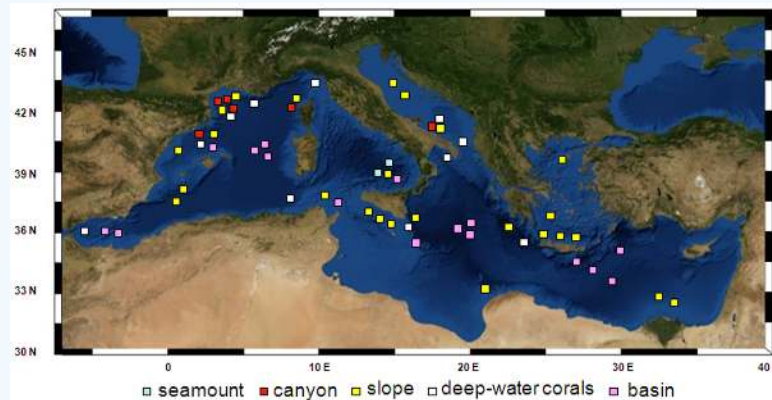 45 N
42 N
39 N
36 N
33 N
30 N
0 10 E 20 E 30 E 40
seamount canyon slope deep-water corals basin